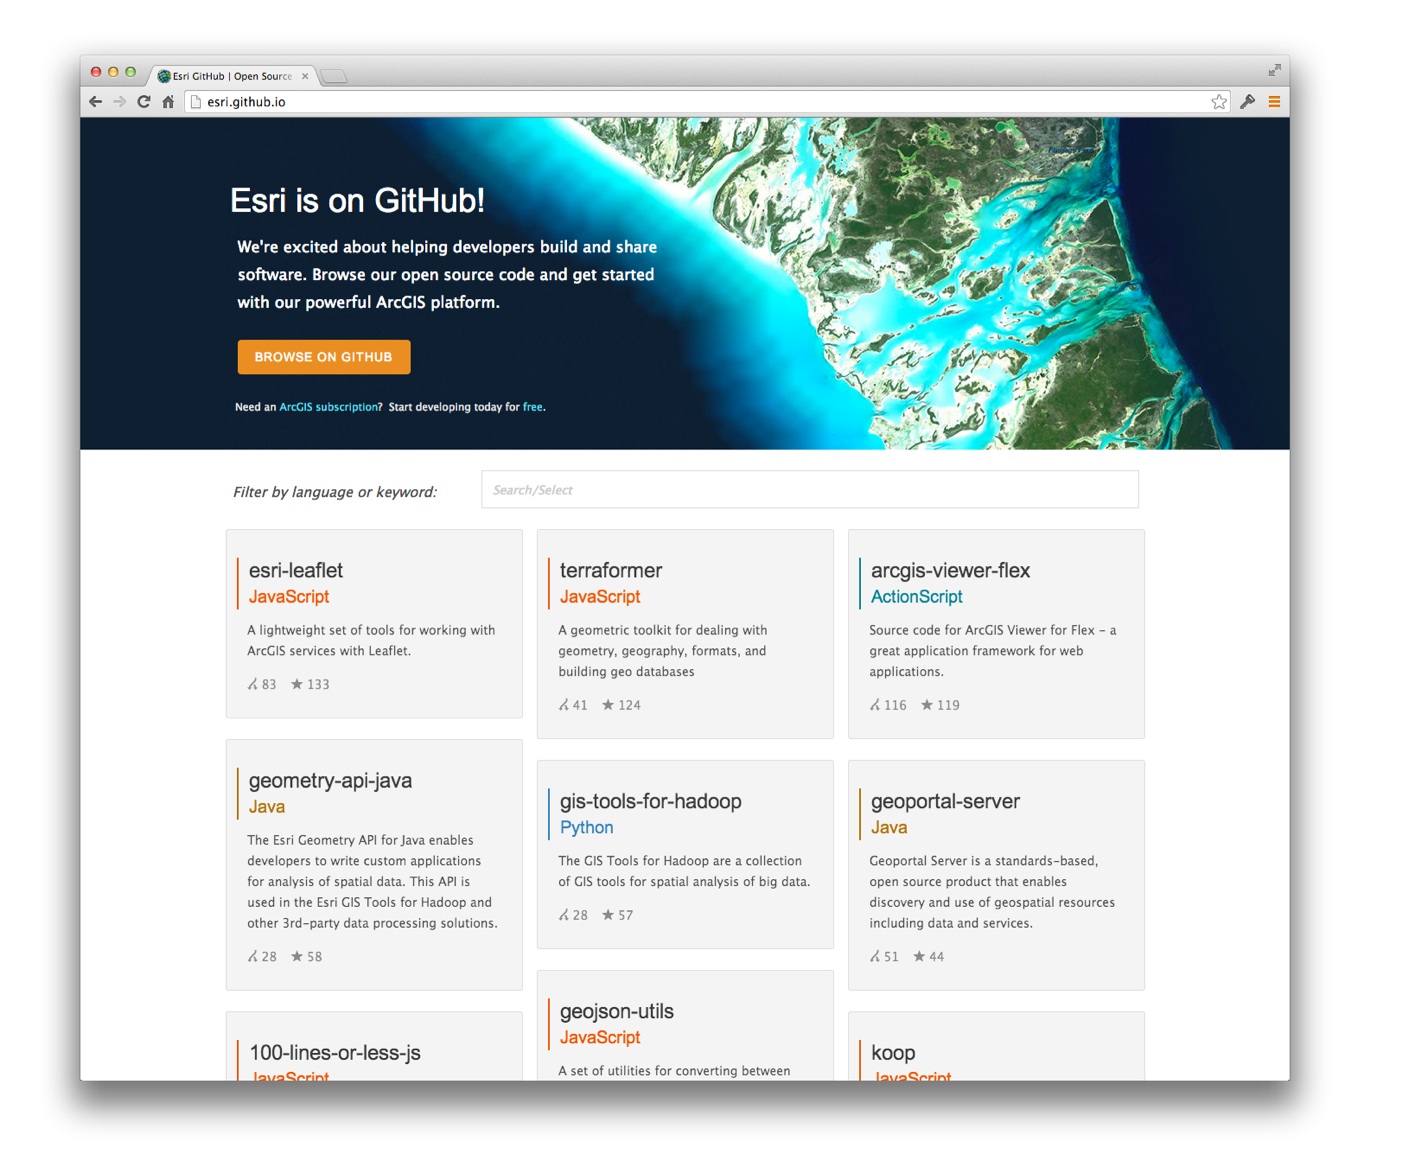 Esri GitHub | Open Source
esri.github.io
Esri is on GitHub!
We're excited about helping developers build and share
software. Browse our open source code and get started
with our powerful ArcGIS platform.
BROWSE ON GITHUB
Need an ArcGIS subscription? Start developing today for free.
Filter by language or keyword:
Search/Select
esri-leaflet
JavaScript
A lightweight set of tools for working with
ArcGIS services with Leaflet.
83 133
terraformer
JavaScript
A geometric toolkit for dealing with
geometry, geography, formats, and
building geo databases
41 124
arcgis-viewer-flex
ActionScript
Source code for ArcGIS Viewer for Flex - a
great application framework for web
applications.
116 119
geometry-api-java
Java
The Esri Geometry API for Java enables
developers to write custom applications
for analysis of spatial data. This API is
used in the Esri GIS Tools for Hadoop and
other 3rd-party data processing solutions.
28 58
gis-tools-for-hadoop
Python
The GIS Tools for Hadoop are a collection
of GIS tools for spatial analysis of big data.
28 57
geoportal-server
Java
Geoportal Server is a standards-based,
open source product that enables
discovery and use of geospatial resources
including data and services.
51 44
100-lines-or-less-js
JavaScript
geojson-utils
JavaScript
A set of utilities for converting between
koop
JavaScript